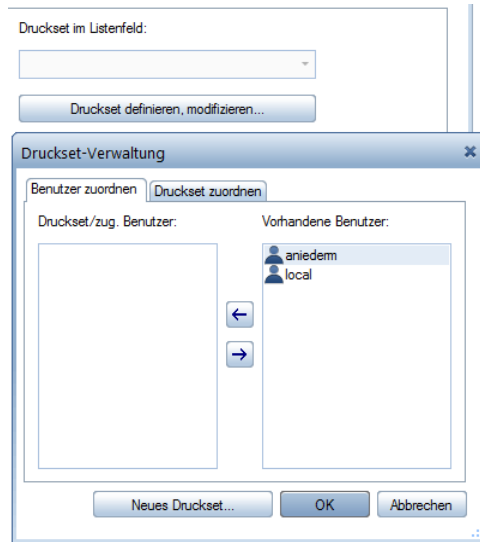 Druckset im Listenfeld:
Druckset definieren, modifizieren...
Druckset-Verwaltung
Benutzer zuordnen
Druckset zuordnen
Druckset/zug. Benutzer:
Vorhandene Benutzer:
aniederm
local
Neues Druckset...
OK
Abbrechen